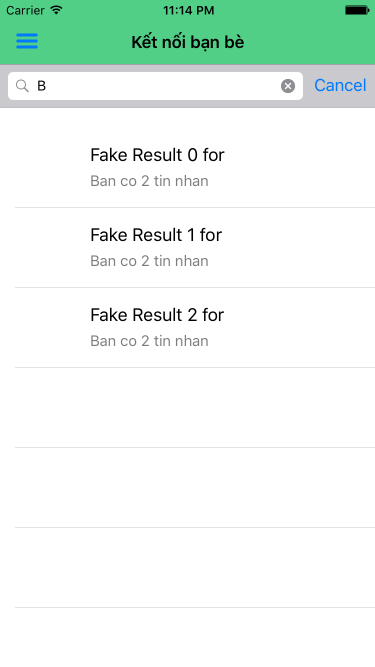 Carrier 11:14 PM
Kết nối bạn bè
B Cancel
Fake Result 0 for
Ban co 2 tin nhan
Fake Result 1 for
Ban co 2 tin nhan
Fake Result 2 for
Ban co 2 tin nhan